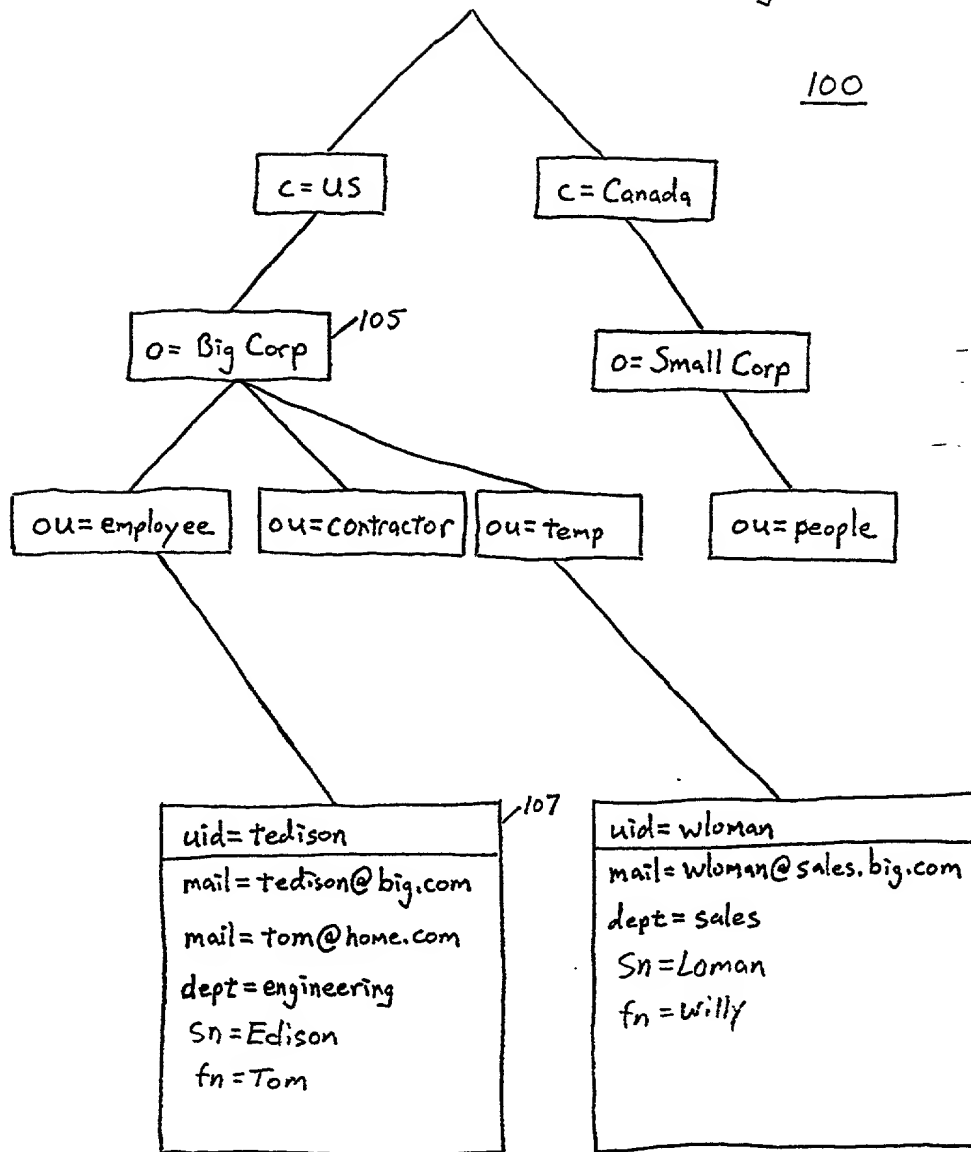 100
c=US
c=Canada
o= Big Corp
105
o= Small Corp
ou=employee
ou=contractor
ou=temp
ou=people
107
uid=tedison
mail=tedison@big.com
mail=tom@home.com
dept=engineering
Sn=Edison
fn=Tom
uid=wloman
mail=wloman@sales.big.com
dept=sales
Sn=Loman
fn=Willy